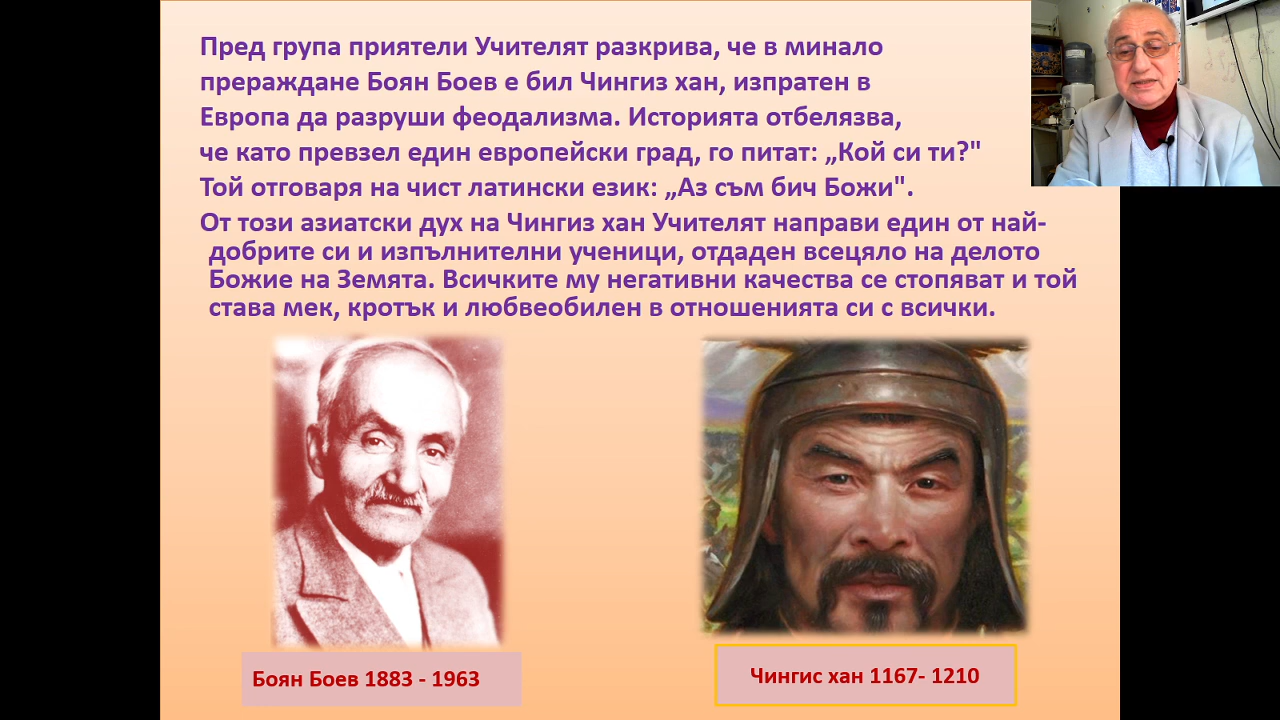 Пред група приятели Учителят разкрива, че в минало
прераждане Боян Боев е бил Чингиз хан, изпратен в
Европа да разруши феодализма. Историята отбелязва,
че като превзел един европейски град, го питат: „Кой си ти?"
Той отговаря на чист латински език: „Аз съм бич Божи".
От този азиатски дух на Чингиз хан Учителят направи един от най-
добрите си и изпълнителни ученици, отдаден всецяло на делото
Божие на Земята. Всичките му негативни качества се стопяват и той
става мек, кротък и любвеобилен в отношенията си с всички.
Боян Боев 1883 - 1963
Чингис хан 1167- 1210